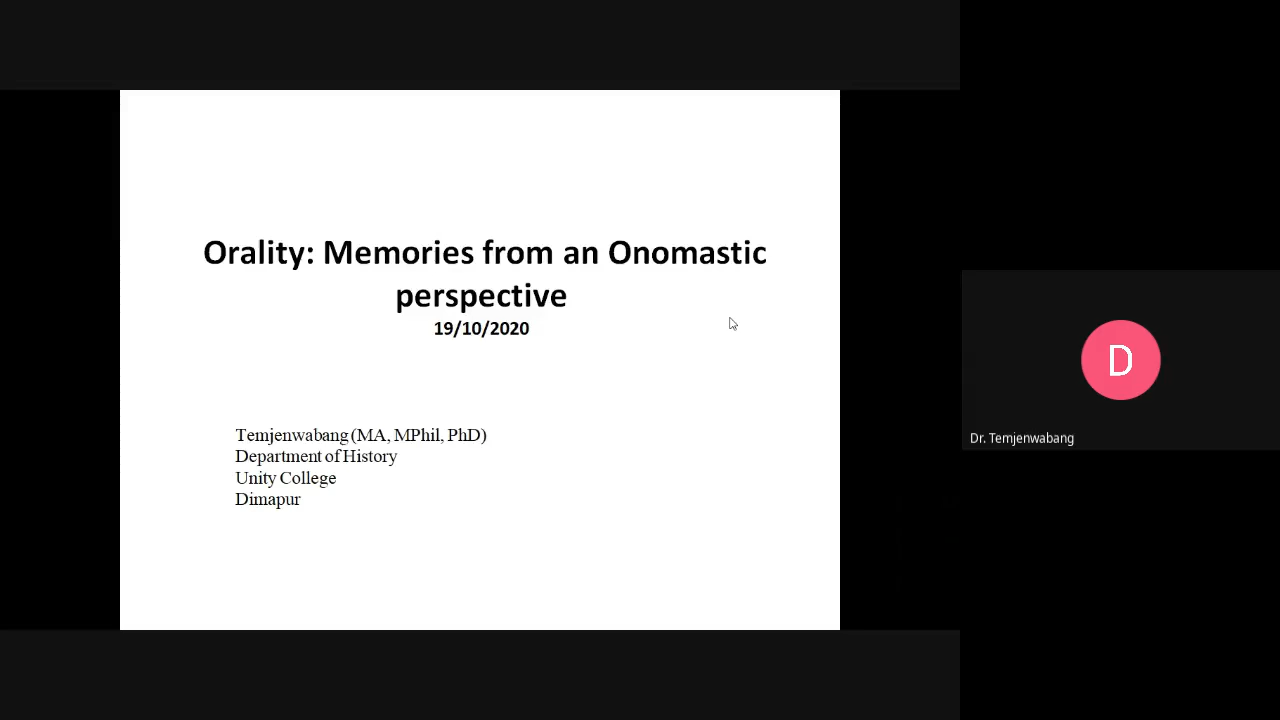 Orality: Memories from an Onomastic
perspective
19/10/2020
Temjenwabang (MA, MPhil, PhD)
Department of History
Unity College
Dimapur
D
Dr. Temjenwabang